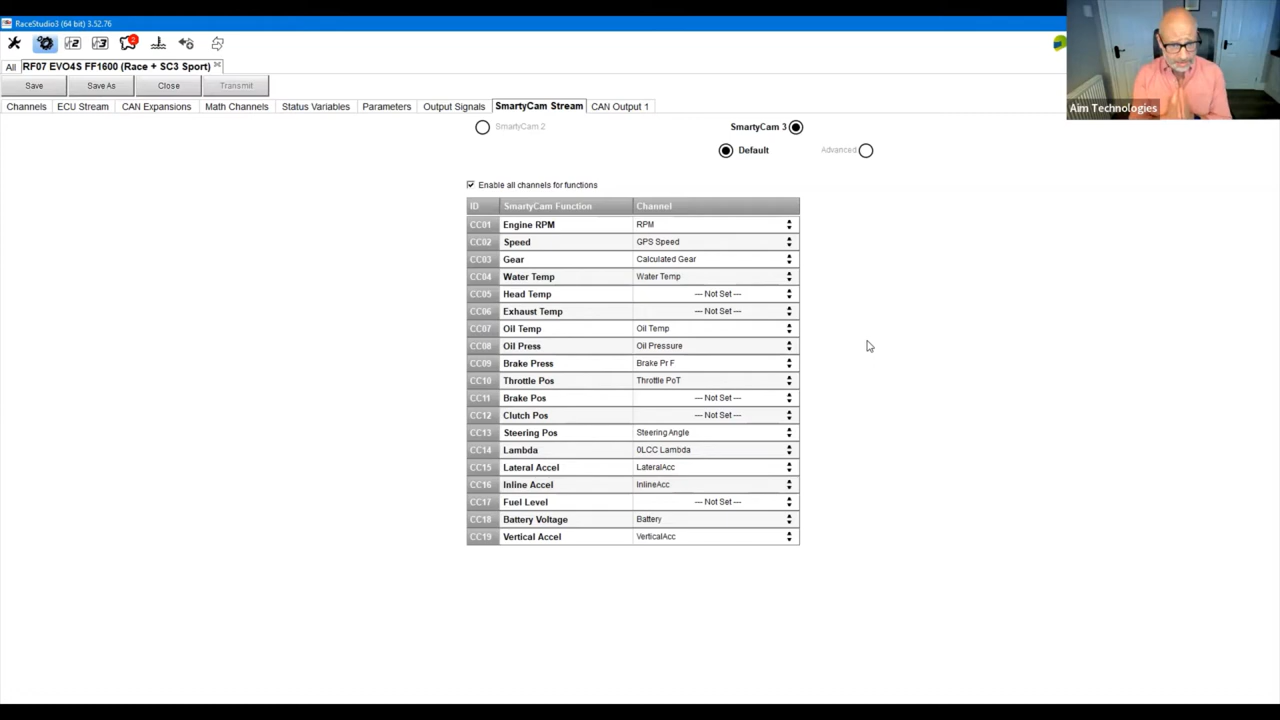 RaceStudio3 (64 bit) 3.52.76
2
3
2
All
RF07 EVO4S FF1600 (Race + SC3 Sport)
Save Save As Close Transmit
Channels ECU Stream CAN Expansions Math Channels Status Variables Parameters Output Signals SmartyCam Stream CAN Output 1
Aim Technologies
SmartyCam 2 SmartyCam 3
Default Advanced
Enable all channels for functions
ID SmartyCam Function Channel
CC01 Engine RPM RPM
CC02 Speed GPS Speed
CC03 Gear Calculated Gear
CC04 Water Temp Water Temp
CC05 Head Temp --- Not Set ---
CC06 Exhaust Temp --- Not Set ---
CC07 Oil Temp Oil Temp
CC08 Oil Press Oil Pressure
CC09 Brake Press Brake Pr F
CC10 Throttle Pos Throttle PoT
CC11 Brake Pos --- Not Set ---
CC12 Clutch Pos --- Not Set ---
CC13 Steering Pos Steering Angle
CC14 Lambda 0LCC Lambda
CC15 Lateral Accel LateralAcc
CC16 Inline Accel InlineAcc
CC17 Fuel Level --- Not Set ---
CC18 Battery Voltage Battery
CC19 Vertical Accel VerticalAcc